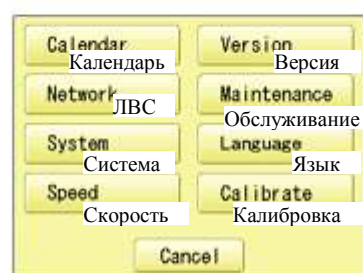 Calendar Version
Календарь Версия
Network Maintenance
ЛВС Обслуживание
System Language
Система Язык
Speed Calibrate
Скорость Калибровка
Cancel